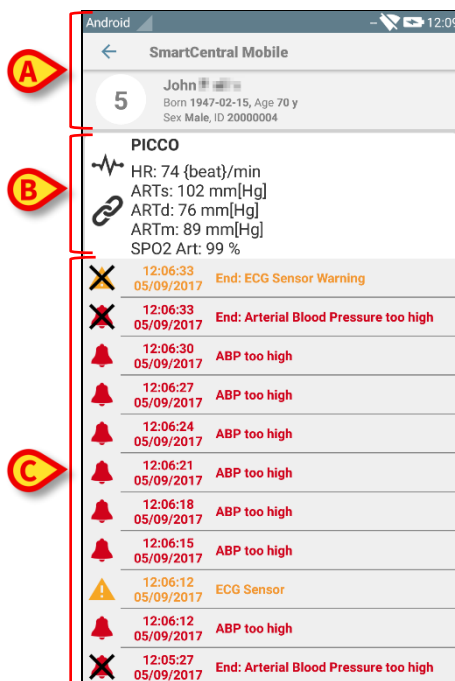 Android
12:09
SmartCentral Mobile
A
5
John
Born 1947-02-15, Age 70 y
Sex Male, ID 20000004
B
PICCO
HR: 74 {beat}/min
ARTs: 102 mm[Hg]
ARTd: 76 mm[Hg]
ARTm: 89 mm[Hg]
SPO2 Art: 99 %
C
12:06:33
05/09/2017
End: ECG Sensor Warning
12:06:33
05/09/2017
End: Arterial Blood Pressure too high
12:06:30
05/09/2017
ABP too high
12:06:27
05/09/2017
ABP too high
12:06:24
05/09/2017
ABP too high
12:06:21
05/09/2017
ABP too high
12:06:18
05/09/2017
ABP too high
12:06:15
05/09/2017
ABP too high
12:06:12
05/09/2017
ECG Sensor
12:06:12
05/09/2017
ABP too high
12:05:27
05/09/2017
End: Arterial Blood Pressure too high